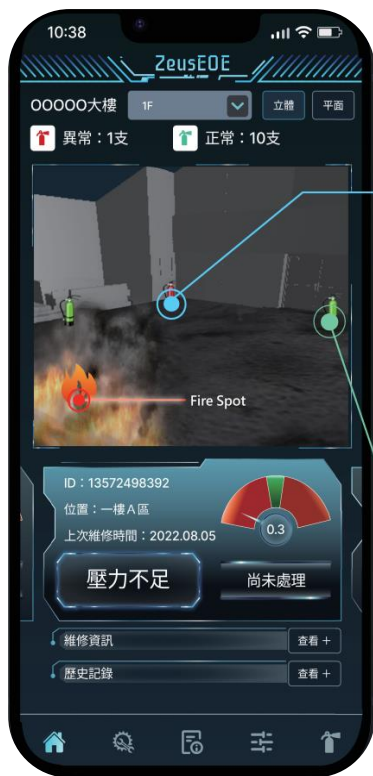 10:38
ZeusEOE
OOOOO大樓 1F 立體 平面
異常：1支 正常：10支
Fire Spot
ID：13572498392
位置：一樓A區
上次維修時間：2022.08.05
0.3
壓力不足 尚未處理
維修資訊 查看 +
歷史記錄 查看 +